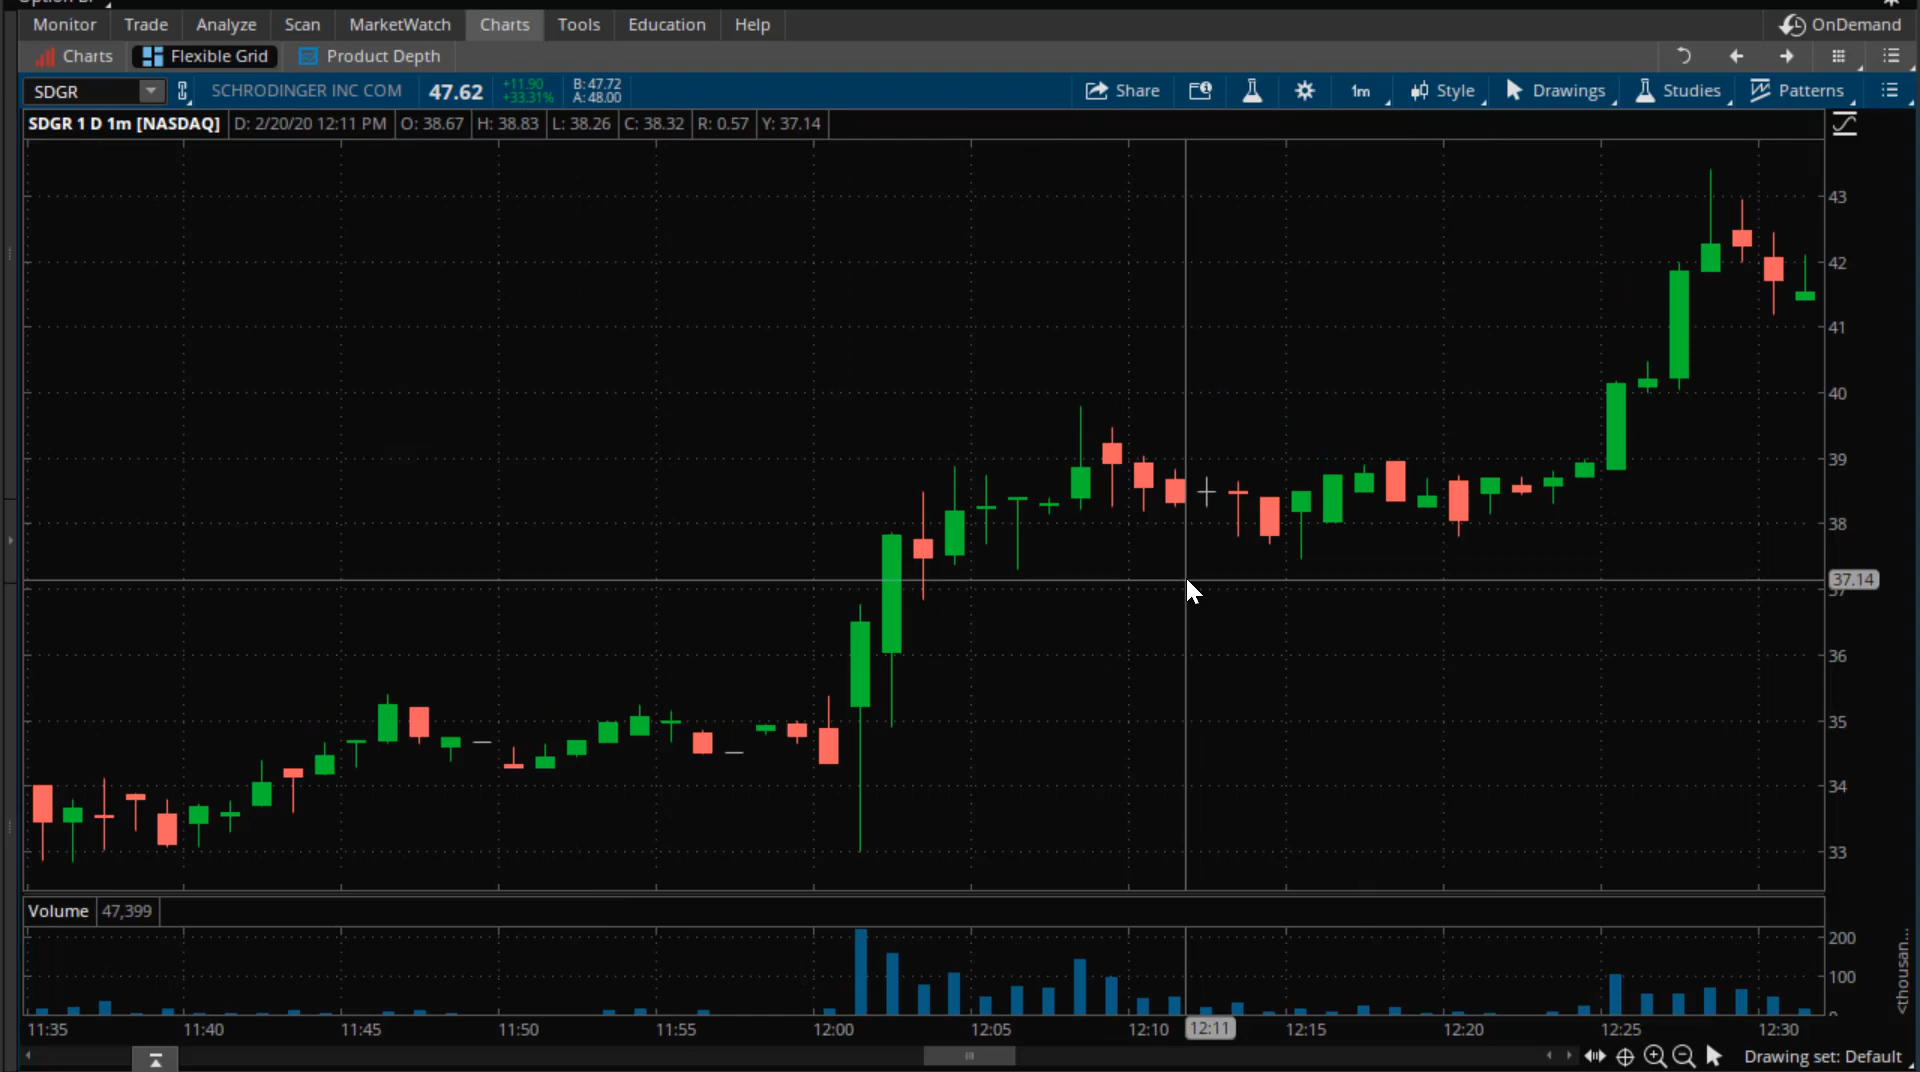 Monitor Trade Analyze Scan MarketWatch Charts Tools Education Help OnDemand
Charts Flexible Grid Product Depth
SDGR SCHRODINGER INC COM 47.62 +11.90 B: 47.72 Share 1m Style Drawings Studies Patterns
+33.31% A: 48.00
SDGR 1 D 1m [NASDAQ] D: 2/20/20 12:11 PM O: 38.67 H: 38.83 L: 38.26 C: 38.32 R: 0.57 Y: 37.14
43
42
41
40
39
38
37.14
37
36
35
34
33
Volume 47,399
200
100
0
<thousan...
11:35 11:40 11:45 11:50 11:55 12:00 12:05 12:10 12:11 12:15 12:20 12:25 12:30
Drawing set: Default